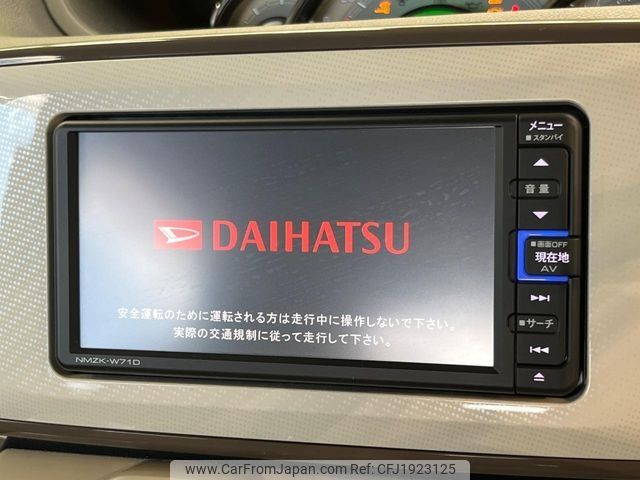 DAIHATSU
安全運転のために運転される方は走行中に操作しないで下さい。
実際の交通規制に従って走行して下さい。
NMZK-W71D
メニュー
■スタンバイ
▲
音量
▼
■画面OFF
現在地
AV
▶▶I
■サーチ
I◀◀
⏏
www.CarFromJapan.com Ref:CFJ1923125